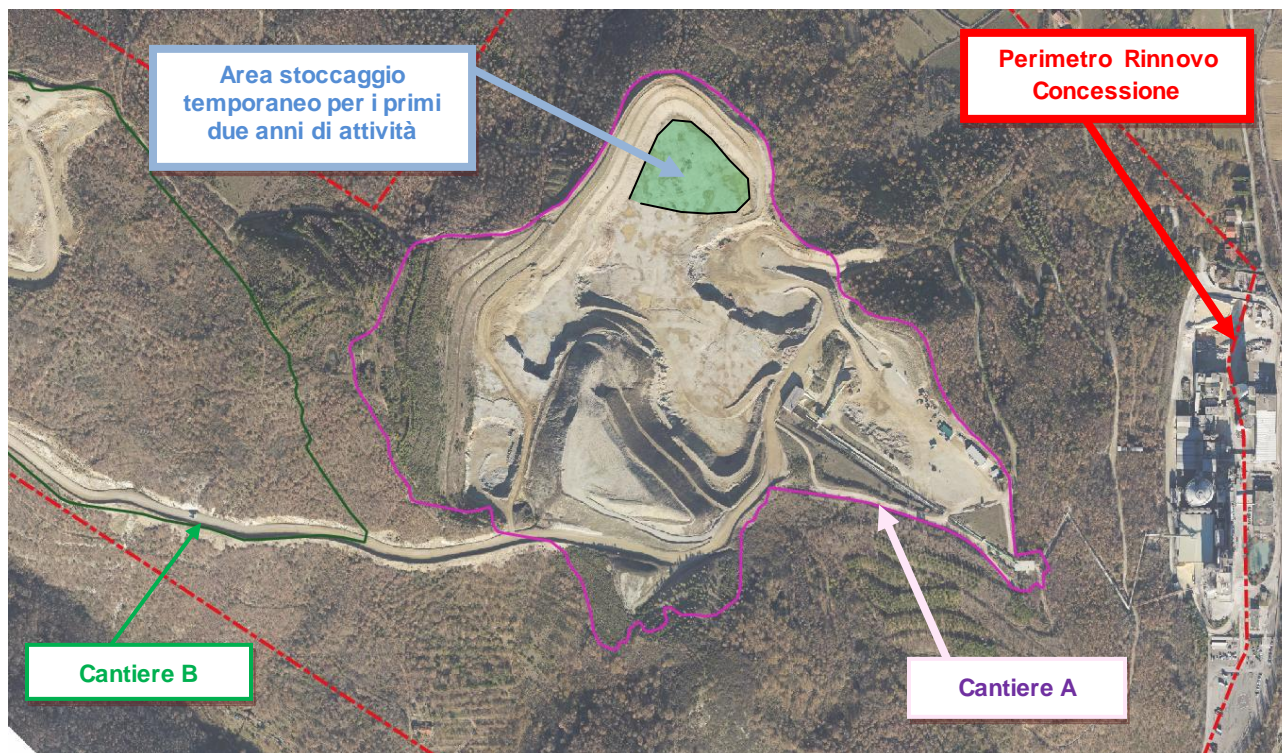 Area stoccaggio
temporaneo per i primi
due anni di attività
Perimetro Rinnovo
Concessione
Cantiere B
Cantiere A